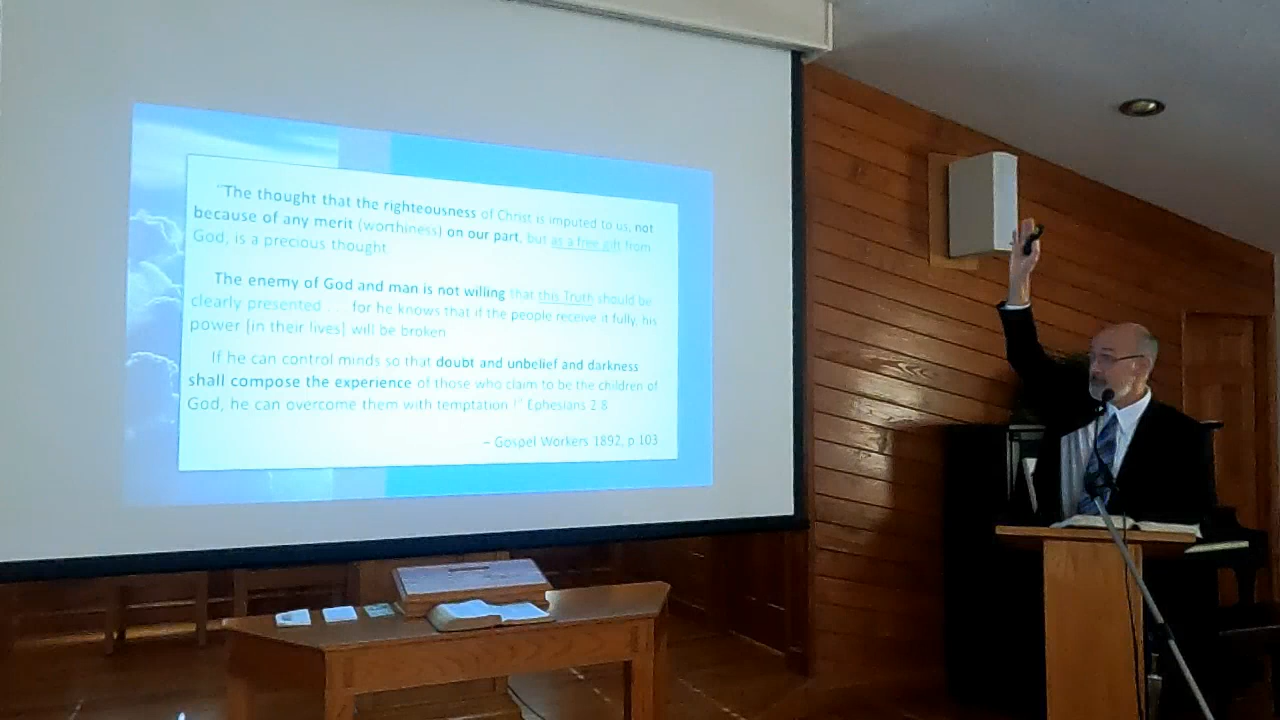 "The thought that the righteousness of Christ is imputed to us, not
because of any merit (worthiness) on our part, but as a free gift from
God, is a precious thought
The enemy of God and man is not willing that this Truth should be
clearly presented . . . for he knows that if the people receive it fully, his
power [in their lives] will be broken
If he can control minds so that doubt and unbelief and darkness
shall compose the experience of those who claim to be the children of
God, he can overcome them with temptation !" Ephesians 2:8
– Gospel Workers 1892, p.103